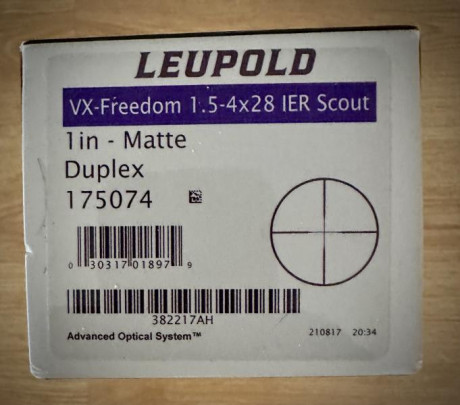 LEUPOLD
VX-Freedom 1.5-4x28 IER Scout
1in - Matte
Duplex
175074
0 30317 01897 9
382217AH
Advanced Optical System™
210817 20:34